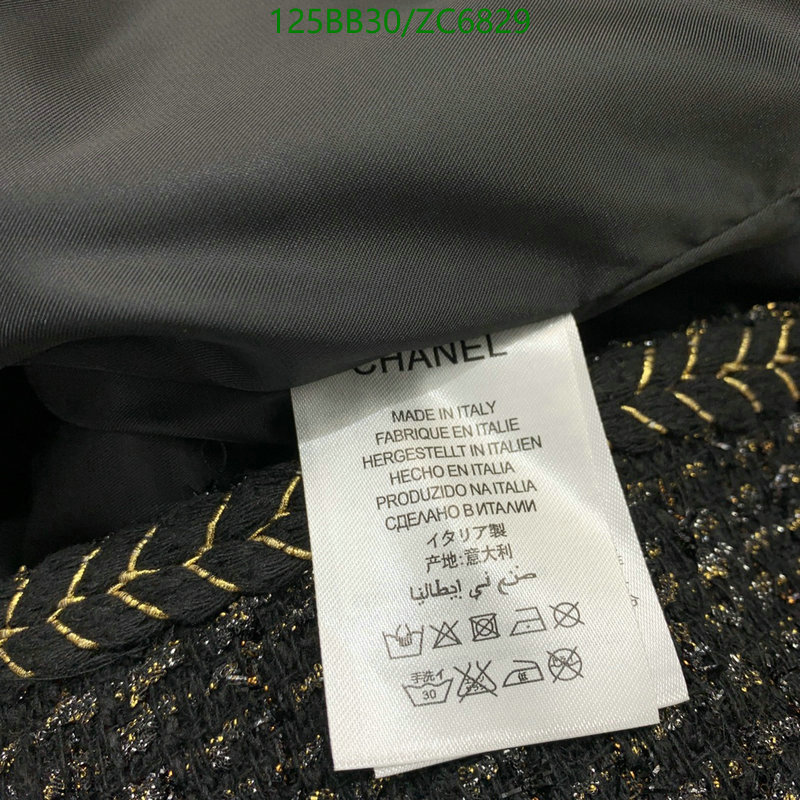 125BB30/ZC6829
CHANEL
MADE IN ITALY
FABRIQUE EN ITALIE
HERGESTELLT IN ITALIEN
HECHO EN ITALIA
PRODUZIDO NA ITALIA
СДЕЛАНО В ИТАЛИИ
イタリア製
产地:意大利
صنع في إيطاليا
手洗イ
30